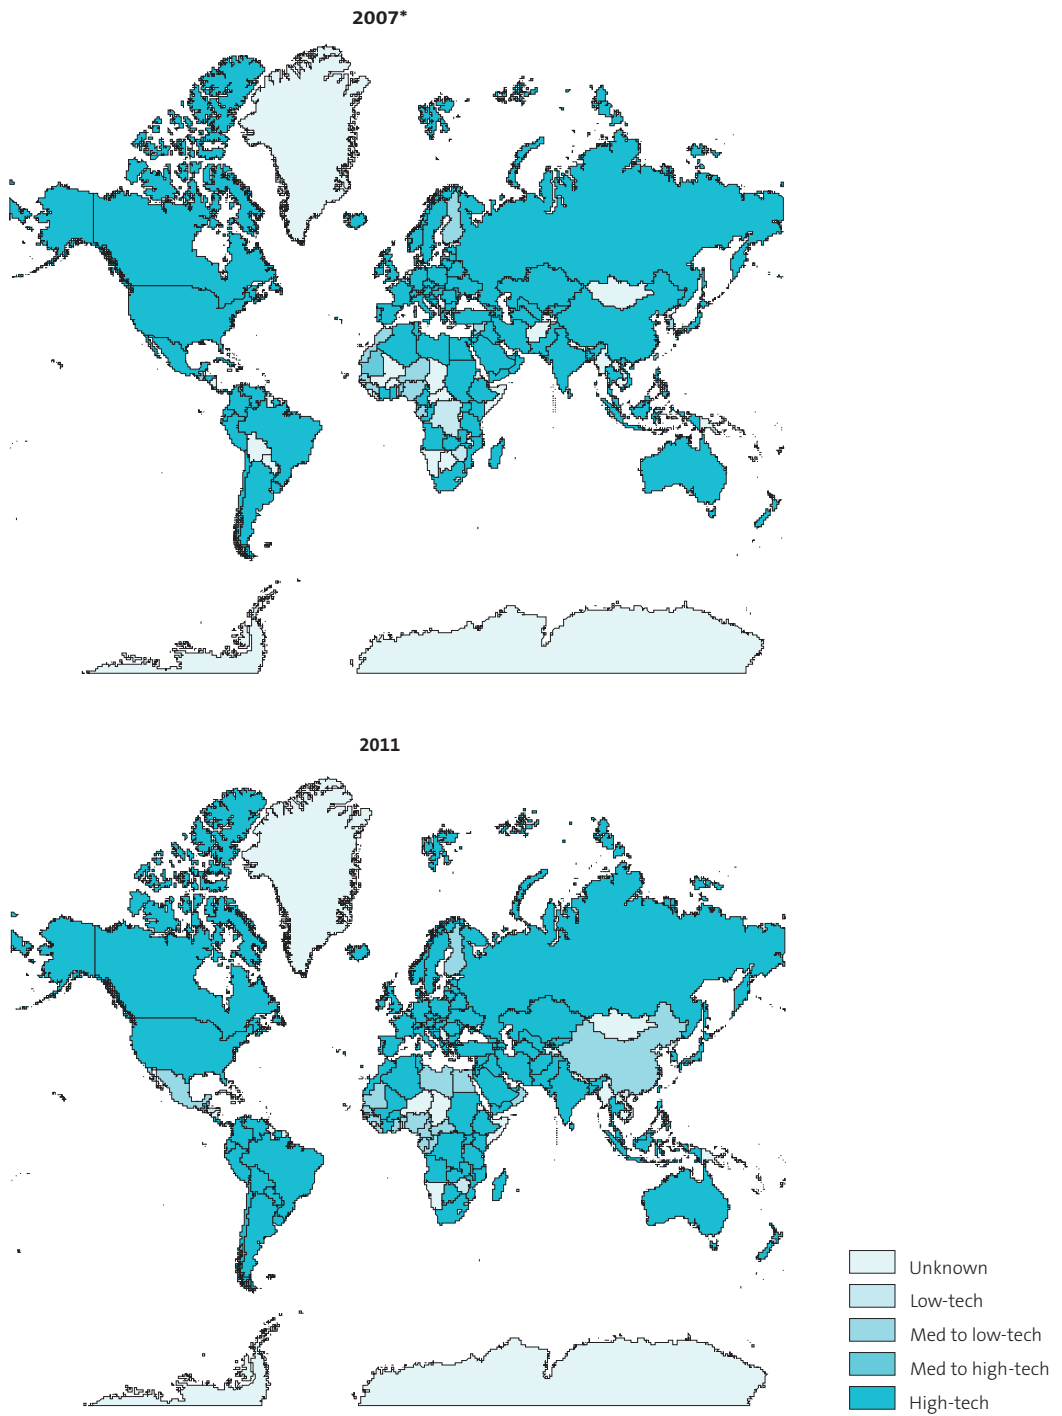 2007*
2011
Unknown
Low-tech
Med to low-tech
Med to high-tech
High-tech